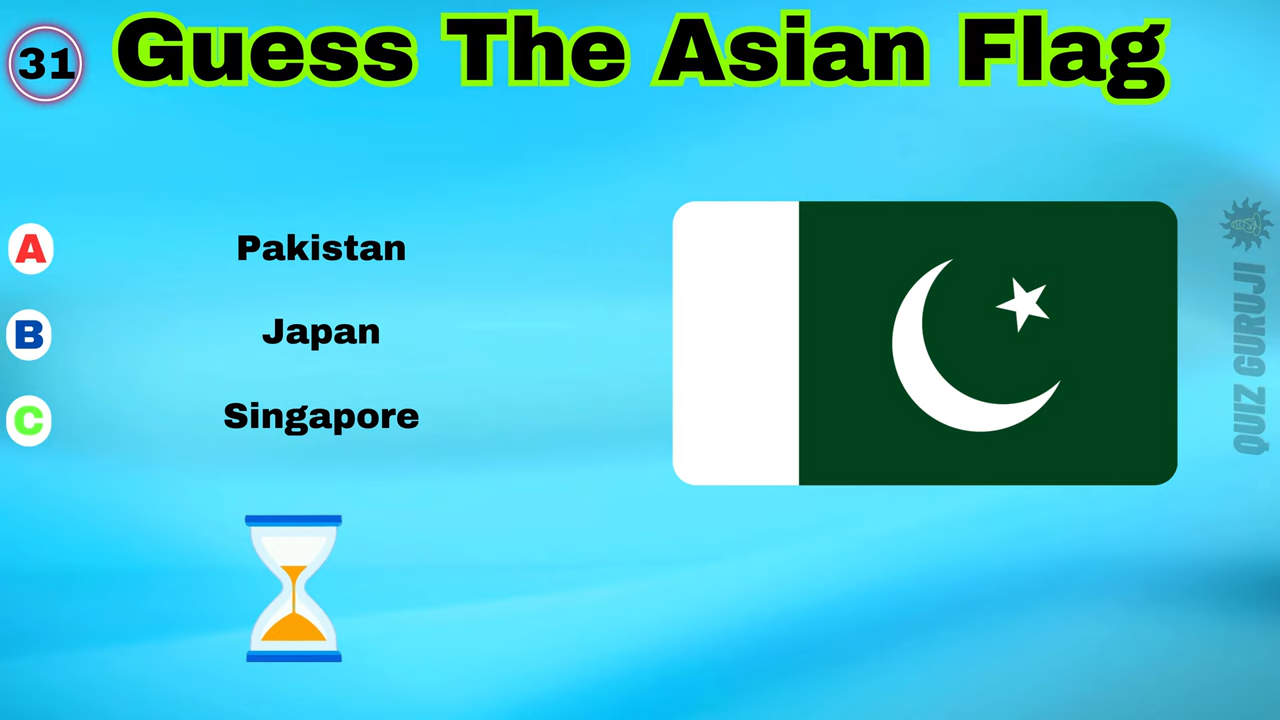 31
Guess The Asian Flag
A
Pakistan
B
Japan
C
Singapore
QUIZ GURUJI